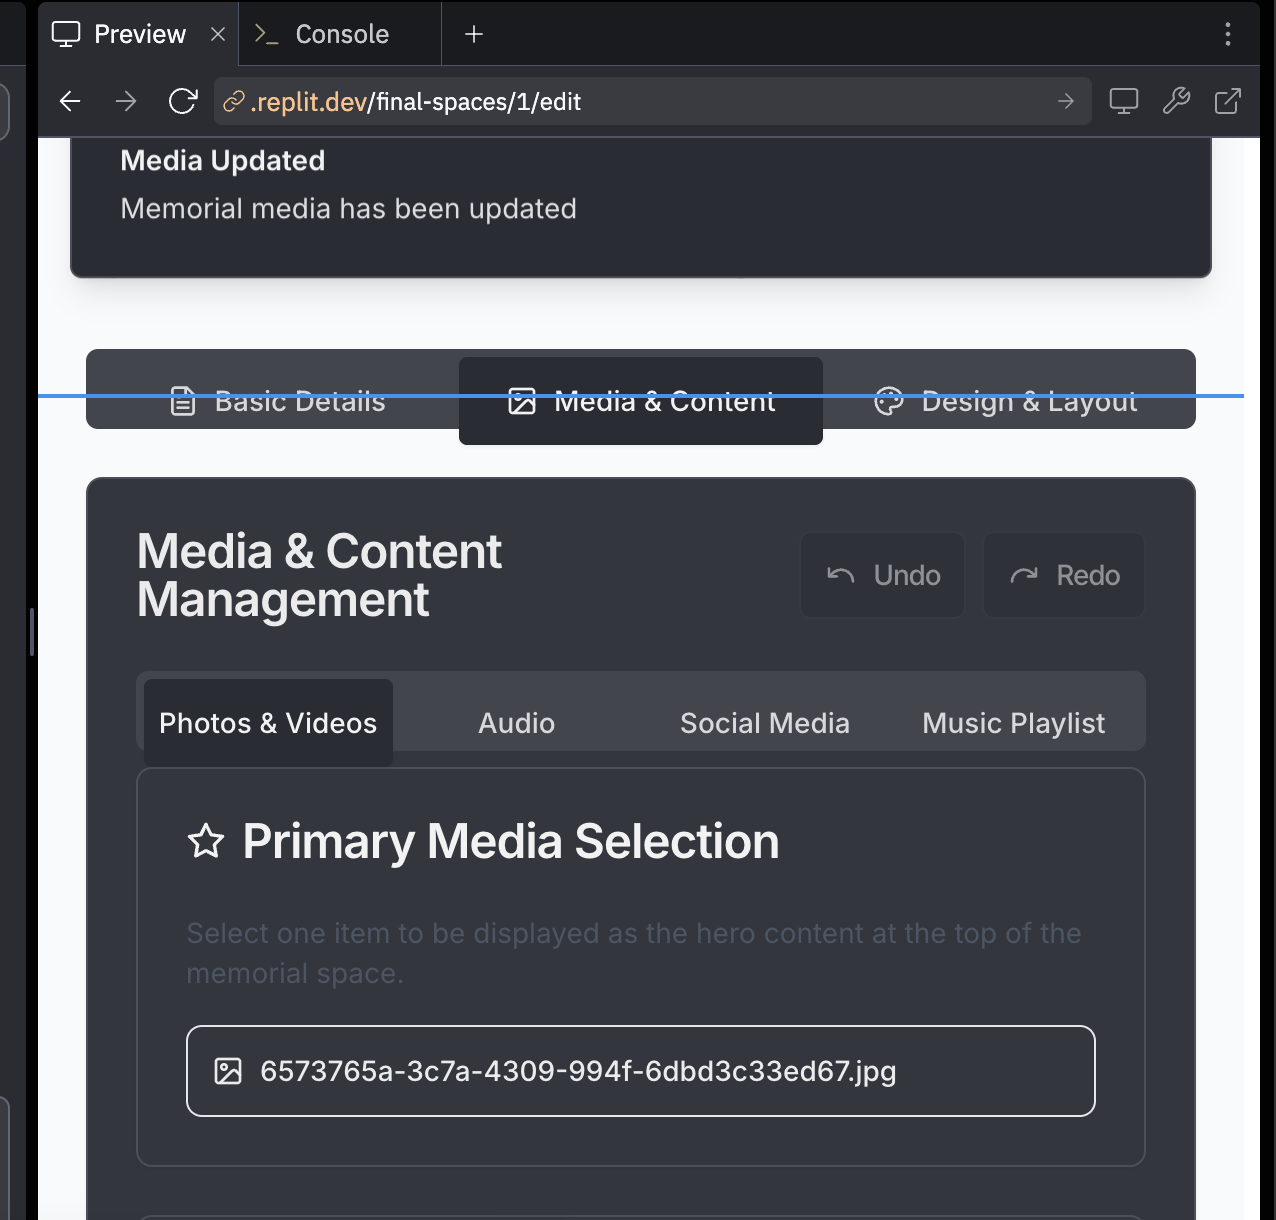 Preview
Console
.replit.dev/final-spaces/1/edit
Media Updated
Memorial media has been updated
Basic Details
Media & Content
Design & Layout
Media & Content
Management
Undo
Redo
Photos & Videos
Audio
Social Media
Music Playlist
Primary Media Selection
Select one item to be displayed as the hero content at the top of the
memorial space.
6573765a-3c7a-4309-994f-6dbd3c33ed67.jpg